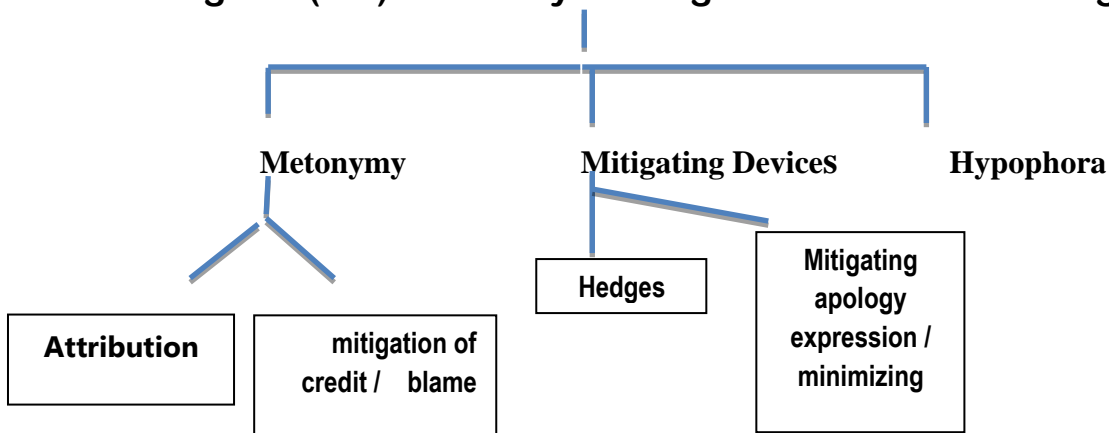 Metonymy Mitigating Devices Hypophora
Hedges
Mitigating
apology
expression /
minimizing
Attribution
mitigation of
credit / blame